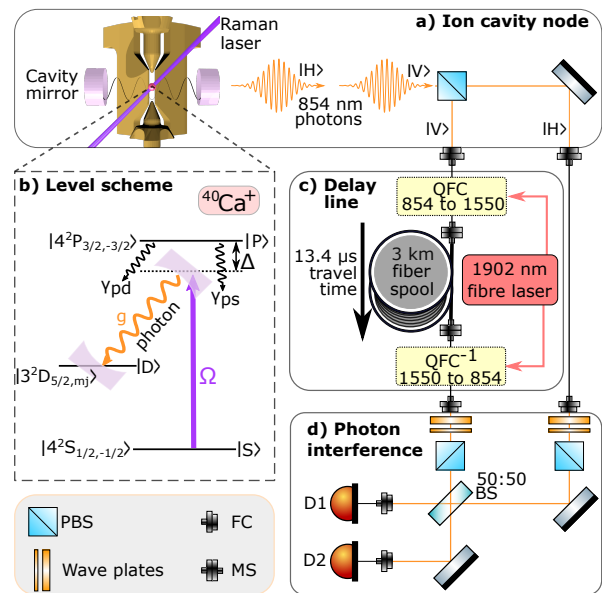 a) Ion cavity node
Raman
laser
Cavity
mirror
|H>
|V>
854 nm
photons
|V>
|H>
b) Level scheme
⁴⁰Ca⁺
|4²P₃/₂,₋₃/₂>
|P>
Δ
γpd
γps
g
photon
Ω
|3²D₅/₂,mj>
|D>
|4²S₁/₂,₋₁/₂>
|S>
c) Delay
line
QFC
854 to 1550
13.4 µs
travel
time
3 km
fiber
spool
1902 nm
fibre laser
QFC⁻¹
1550 to 854
d) Photon
interference
50:50
BS
D1
D2
PBS
FC
Wave plates
MS